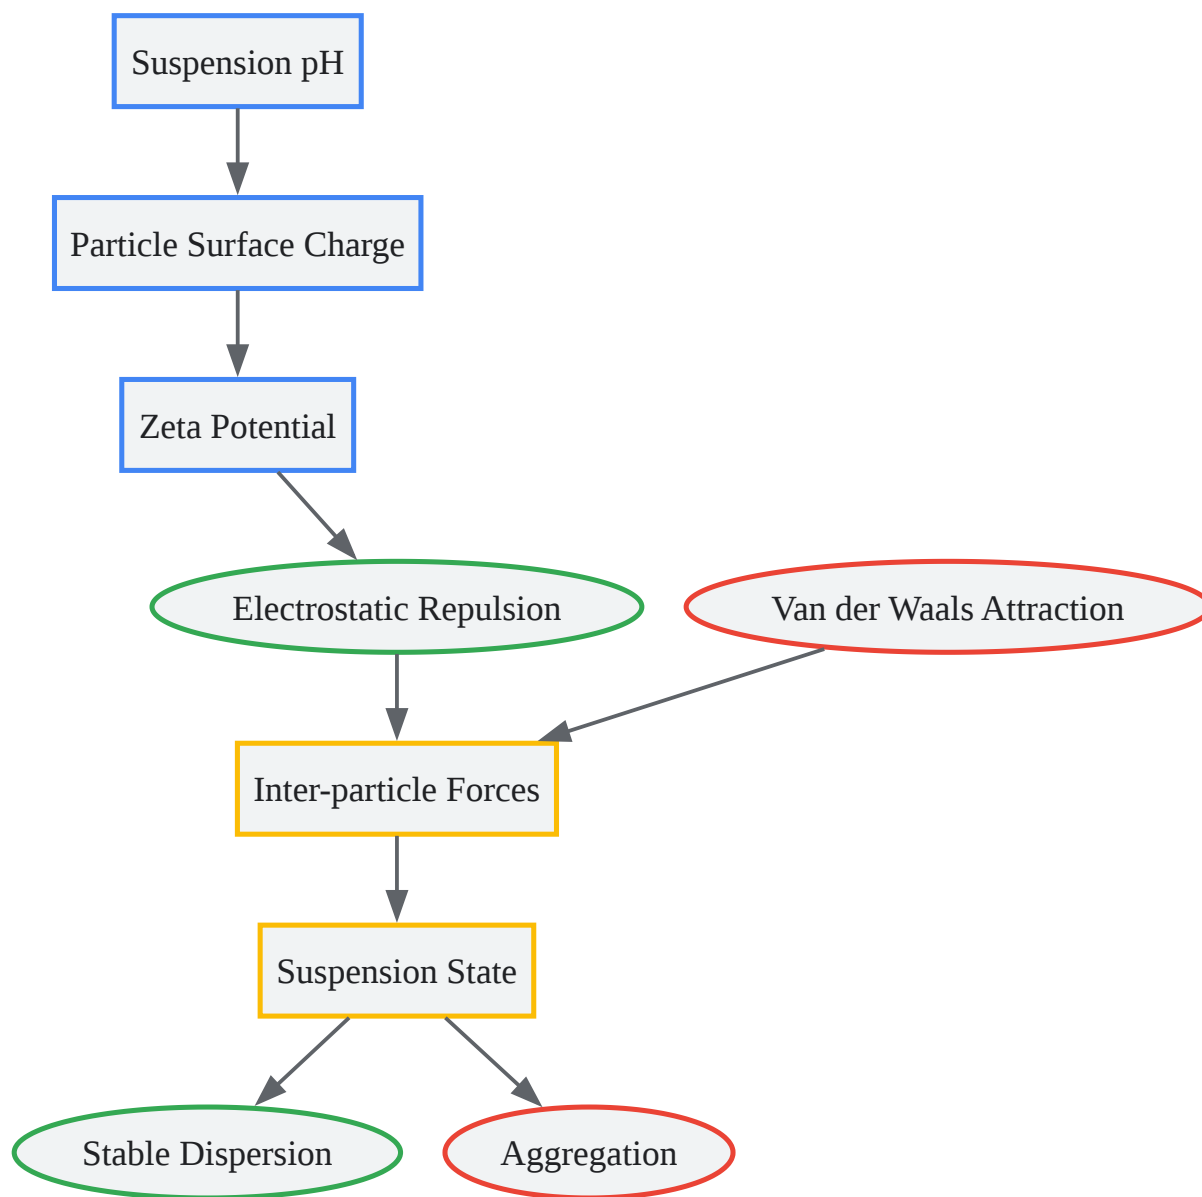 Suspension pH
Particle Surface Charge
Zeta Potential
Electrostatic Repulsion
Van der Waals Attraction
Inter-particle Forces
Suspension State
Stable Dispersion
Aggregation